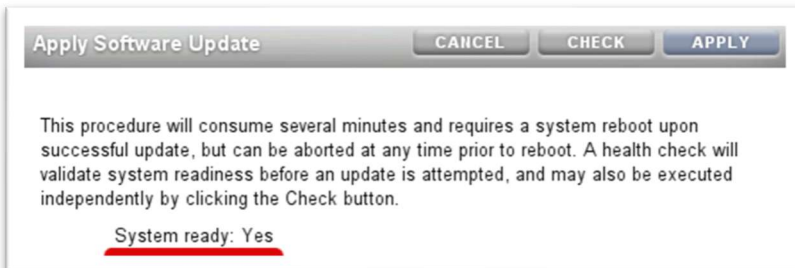 Apply Software Update CANCEL CHECK APPLY
This procedure will consume several minutes and requires a system reboot upon
successful update, but can be aborted at any time prior to reboot. A health check will
validate system readiness before an update is attempted, and may also be executed
independently by clicking the Check button.
System ready: Yes